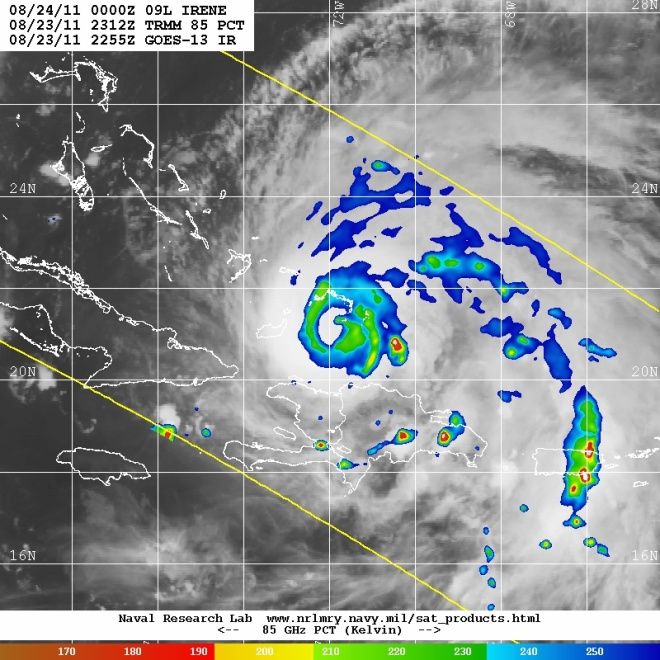 08/24/11 0000Z 09L IRENE
08/23/11 2312Z TRMM 85 PCT
08/23/11 2255Z GOES-13 IR
72W
68W
28N
24N
24N
20N
20N
16N
16N
Naval Research Lab www.nrlmry.navy.mil/sat_products.html
<-- 85 GHz PCT (Kelvin) -->
170 180 190 200 210 220 230 240 250